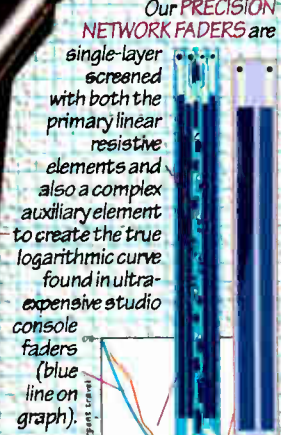 Our PRECISION
NETWORK FADERS are
single-layer
screened
with both the
primary linear
resistive
elements and
also a complex
auxiliary element
to create the true
logarithmic curve
found in ultra-
expensive studio
console
faders
(blue
line on
graph).
travel